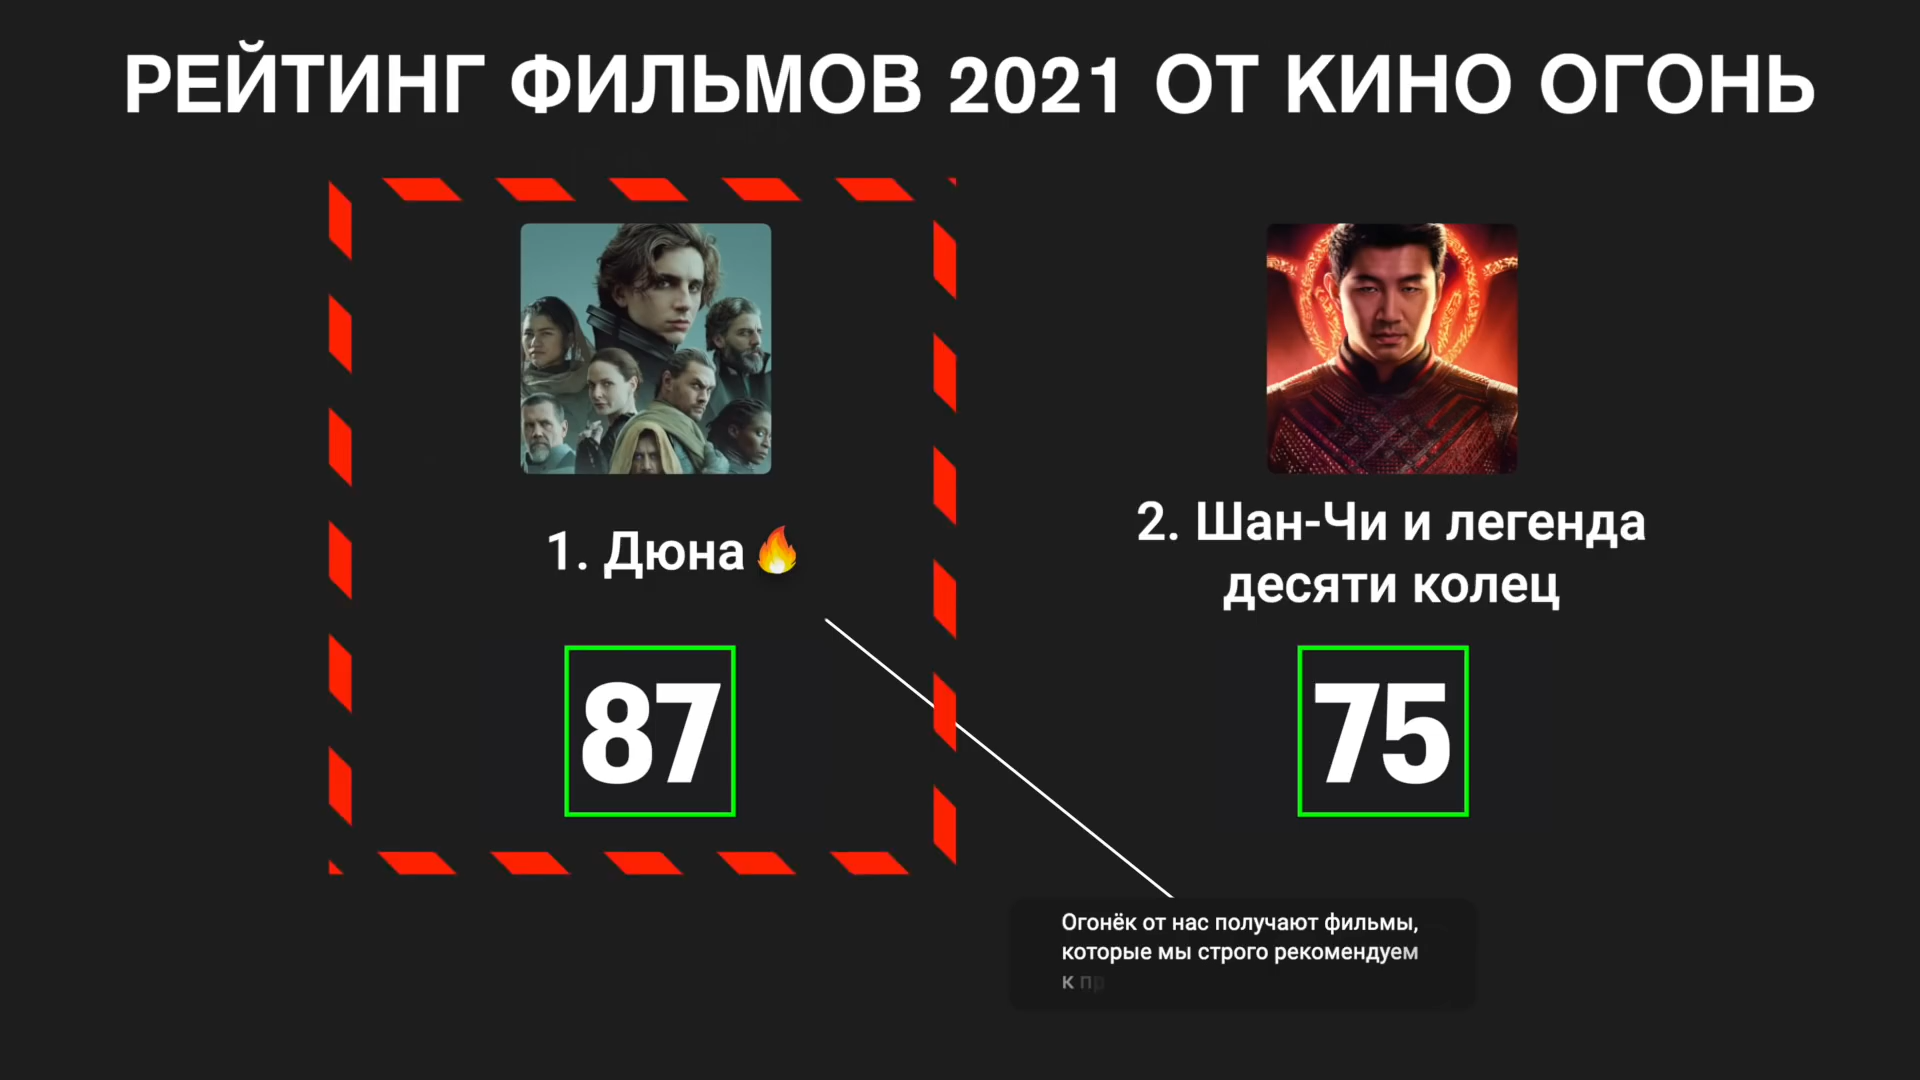 РЕЙТИНГ ФИЛЬМОВ 2021 ОТ КИНО ОГОНЬ
1. Дюна🔥
87
2. Шан-Чи и легенда
десяти колец
75
Огонёк от нас получают фильмы,
которые мы строго рекомендуем
к